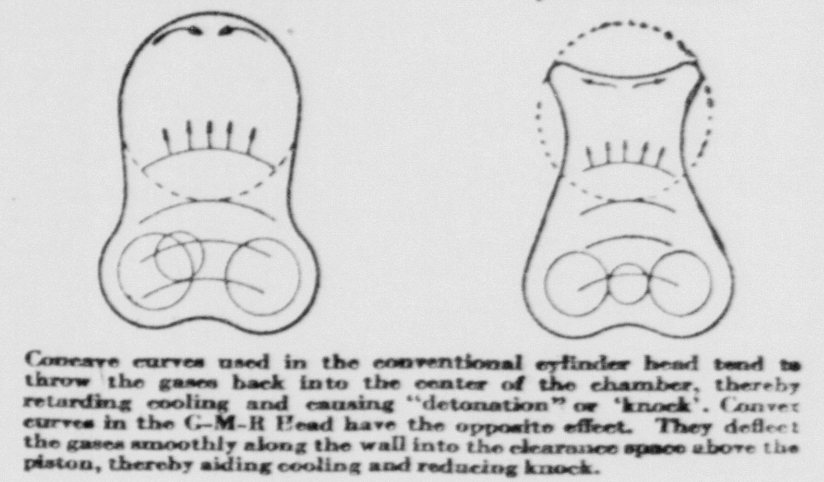 Concave curves used in the conventional cylinder head tend to
throw the gases back into the center of the chamber, thereby
retarding cooling and causing "detonation" or 'knock'. Convex
curves in the G-M-R Head have the opposite effect. They deflect
the gases smoothly along the wall into the clearance space above the
piston, thereby aiding cooling and reducing knock.